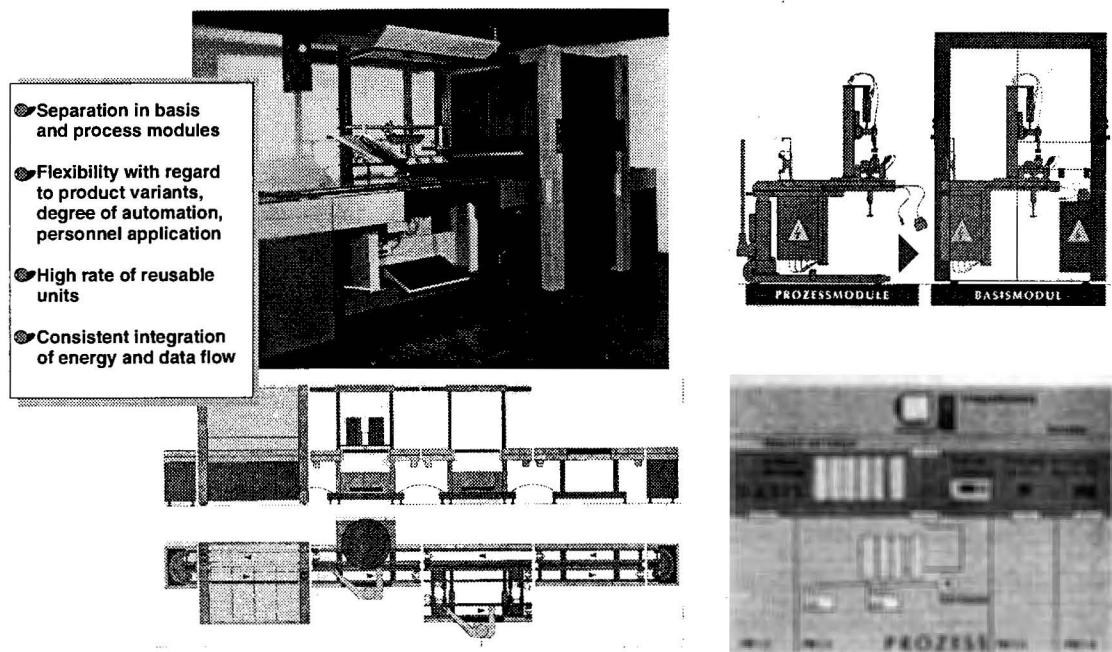 Separation in basis
and process modules
Flexibility with regard
to product variants,
degree of automation,
personnel application
High rate of reusable
units
Consistent integration
of energy and data flow
PROZESSMODULE
BASISMODUL
BASIS
PROZESS